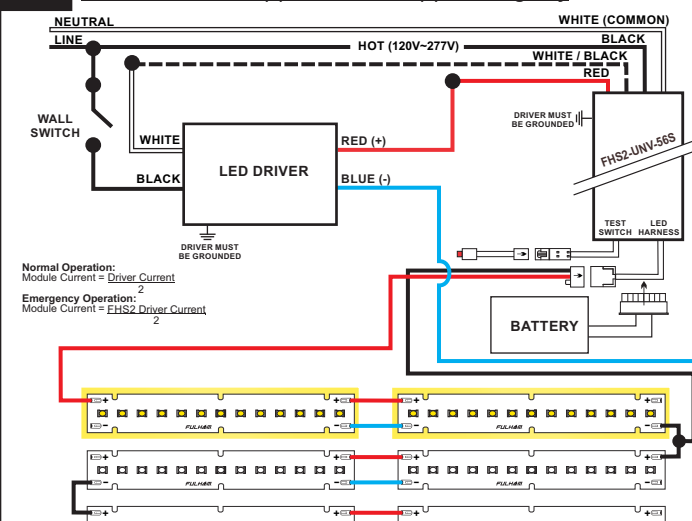 NEUTRAL
WHITE (COMMON)
LINE
BLACK
HOT (120V~277V)
WHITE / BLACK
RED
WALL
SWITCH
DRIVER MUST
BE GROUNDED
FHS2-UNV-56S
WHITE
RED (+)
LED DRIVER
BLACK
BLUE (-)
TEST
SWITCH
LED
HARNESS
DRIVER MUST
BE GROUNDED
Normal Operation:
Module Current = Driver Current
2
Emergency Operation:
Module Current = FHS2 Driver Current
2
BATTERY
+ + + +
- FULHAM - - FULHAM -
+ + + +
- FULHAM - - FULHAM -
+ + + +